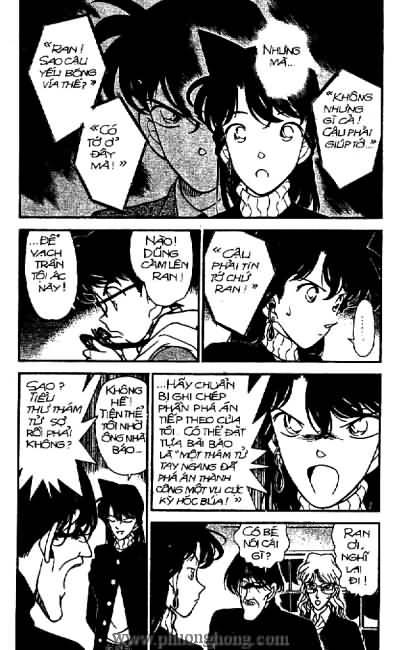 «RAN!
SAO CẬU
YẾU BÓNG
VÍA THẾ?»
NHƯNG
MÀ...
«CÓ
TỚ Ở
ĐÂY
MÀ!»
«KHÔNG
NHƯNG
GÌ CẢ!
CẬU PHẢI
GIÚP TỚ...
...ĐỂ
VẠCH
TRẦN
TỘI ÁC
NÀY!
NÀO!
DŨNG
CẢM LÊN
RAN!
«CẬU
PHẢI TIN
TỚ CHỨ
RAN!»
......
SAO?
TIỂU
THƯ THÁM
TỬ SỢ
RỒI PHẢI
KHÔNG?
KHÔNG
HỀ!
TIỆN THỂ
TÔI NHỜ
ÔNG NHÀ
BÁO...
...HÃY CHUẨN
BỊ GHI CHÉP
PHẦN PHÁ ÁN
TIẾP THEO CỦA
TÔI. CÓ THỂ ĐẶT
TỰA BÀI BÁO
LÀ "MỘT THÁM TỬ
TAY NGANG ĐÃ
PHÁ ÁN THÀNH
CÔNG MỘT VỤ CỰC
KỲ HÓC BÚA!"»
CÔ BÉ
NÓI CÁI
GÌ?
RAN
ƠI,
NGHĨ
LẠI
ĐI!
www.phuonghong.com